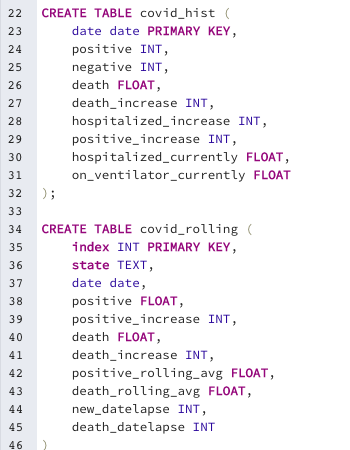 22 CREATE TABLE covid_hist (
23     date date PRIMARY KEY,
24     positive INT,
25     negative INT,
26     death FLOAT,
27     death_increase INT,
28     hospitalized_increase INT,
29     positive_increase INT,
30     hospitalized_currently FLOAT,
31     on_ventilator_currently FLOAT
32 );
33
34 CREATE TABLE covid_rolling (
35     index INT PRIMARY KEY,
36     state TEXT,
37     date date,
38     positive FLOAT,
39     positive_increase INT,
40     death FLOAT,
41     death_increase INT,
42     positive_rolling_avg FLOAT,
43     death_rolling_avg FLOAT,
44     new_datelapse INT,
45     death_datelapse INT
46 )